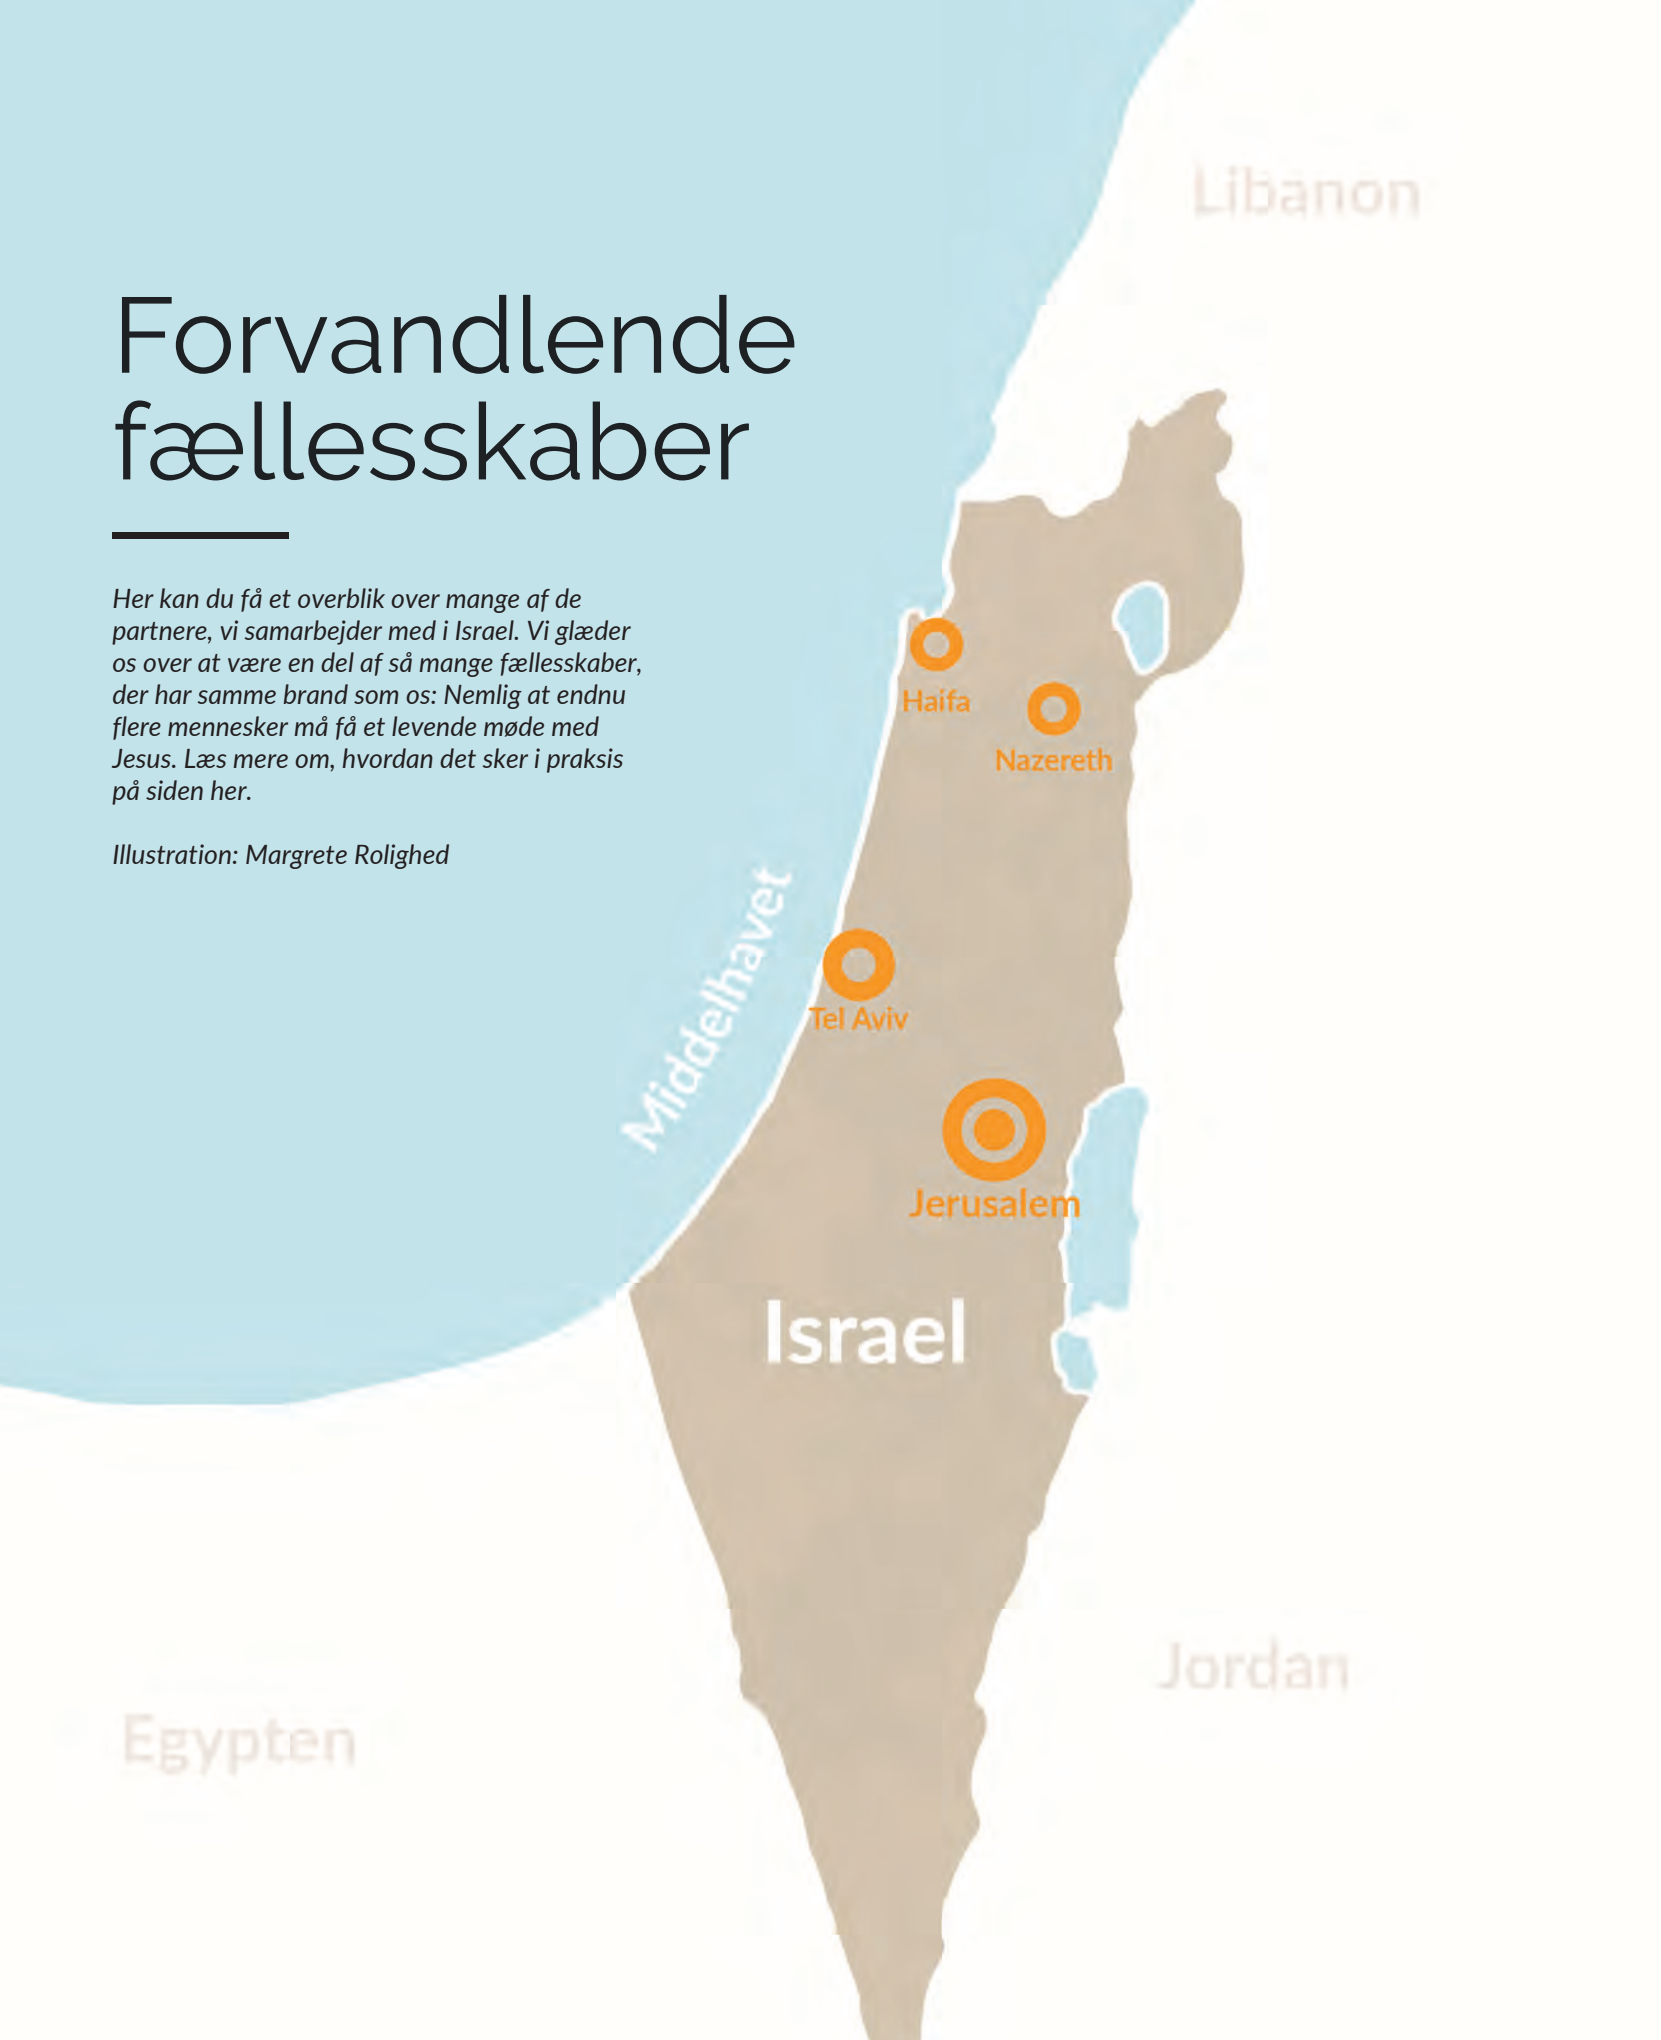 Libanon
Forvandlende
fællesskaber
Her kan du få et overblik over mange af de
partnere, vi samarbejder med i Israel. Vi glæder
os over at være en del af så mange fællesskaber,
der har samme brand som os: Nemlig at endnu
flere mennesker må få et levende møde med
Jesus. Læs mere om, hvordan det sker i praksis
på siden her.
Illustration: Margrete Rolighed
Haifa
Nazereth
Middelhavet
Tel Aviv
Jerusalem
Israel
Jordan
Egypten